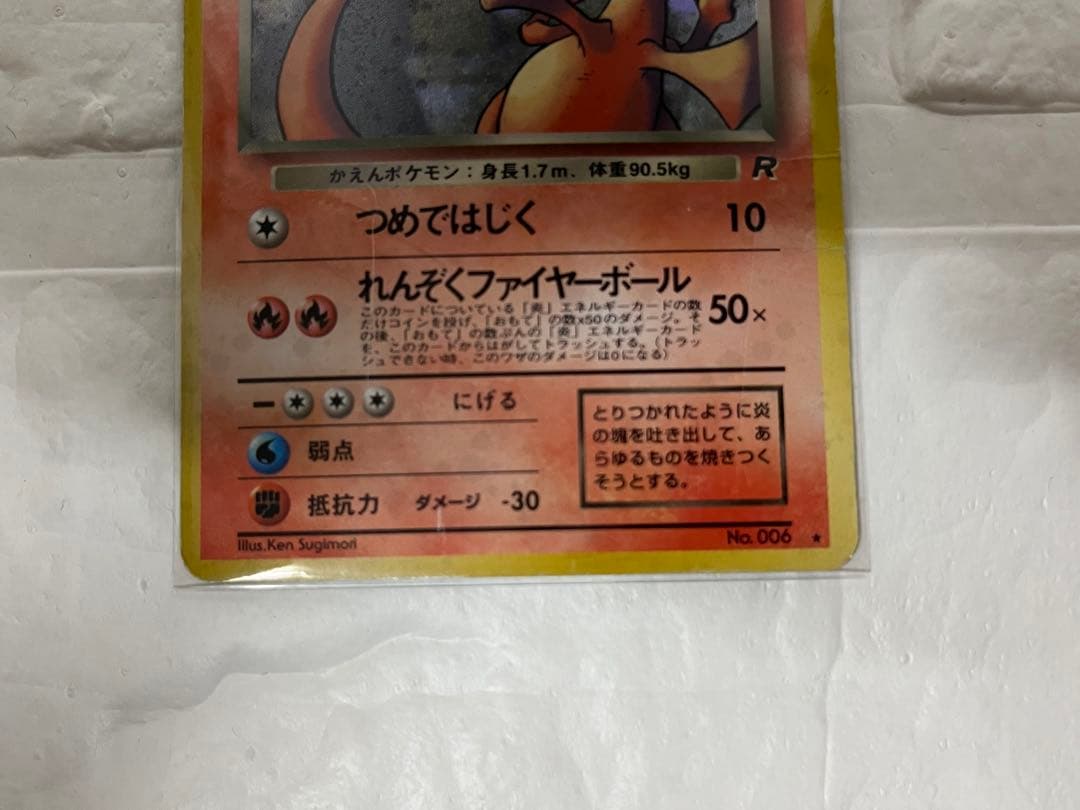 かえんポケモン：身長1.7m、体重90.5kg
R
つめではじく 10
れんぞくファイヤーボール
50×
このカードについている「炎」エネルギーカードの数
だけコインを投げ、「おもて」の数×50のダメージ。そ
の後、「おもて」の数ぶんの「炎」エネルギーカード
を、このカードからはがしてトラッシュする。（トラッ
シュできない時、このワザのダメージは0になる）
− にげる
弱点
抵抗力 ダメージ -30
とりつかれたように炎
の塊を吐き出して、あ
らゆるものを焼きつく
そうとする。
Illus.Ken Sugimori
No. 006 ★